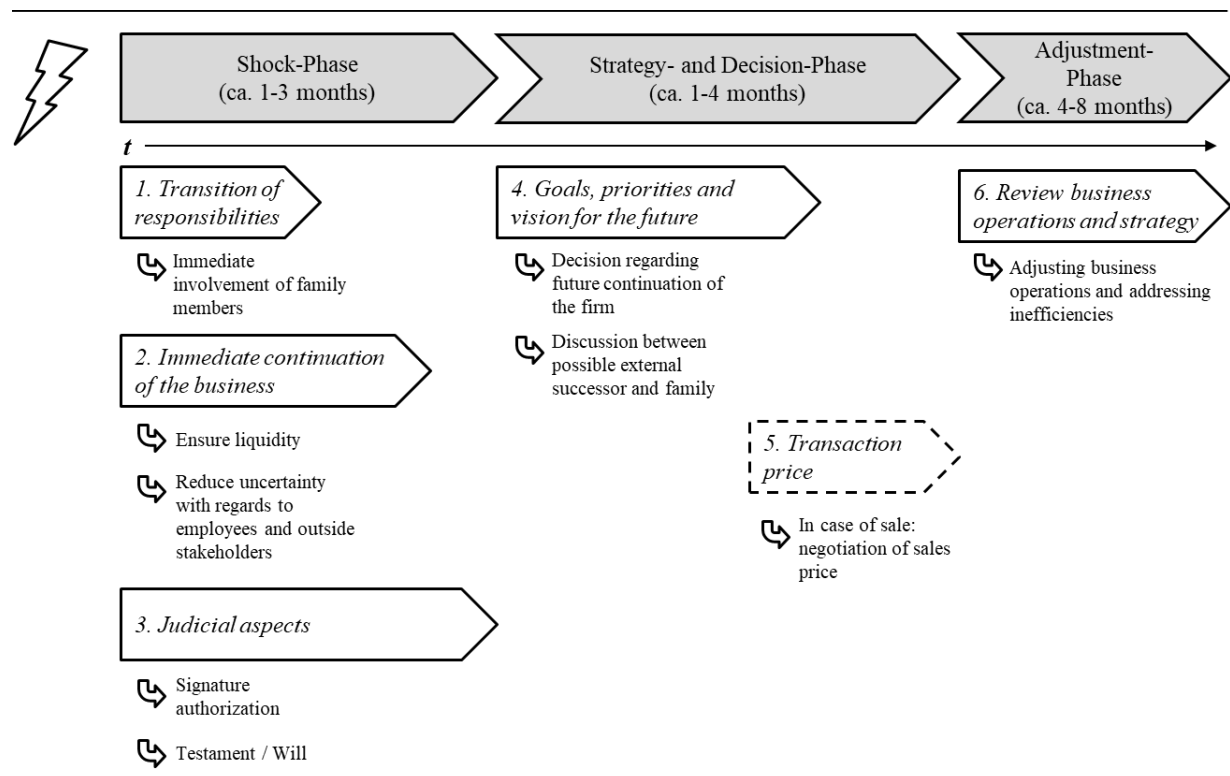 Shock-Phase
(ca. 1-3 months)
Strategy- and Decision-Phase
(ca. 1-4 months)
Adjustment-
Phase
(ca. 4-8 months)
t
1. Transition of
responsibilities
Immediate
involvement of family
members
2. Immediate continuation
of the business
Ensure liquidity
Reduce uncertainty
with regards to
employees and outside
stakeholders
3. Judicial aspects
Signature
authorization
Testament / Will
4. Goals, priorities and
vision for the future
Decision regarding
future continuation of
the firm
Discussion between
possible external
successor and family
5. Transaction
price
In case of sale:
negotiation of sales
price
6. Review business
operations and strategy
Adjusting business
operations and addressing
inefficiencies